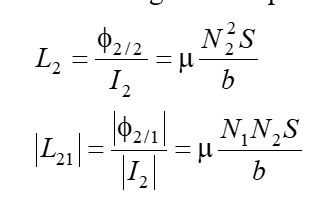 L₂ = ϕ₂/₂ / I₂ = μ N₂²S / b
|L₂₁| = |ϕ₂/₁| / |I₂| = μ N₁N₂S / b